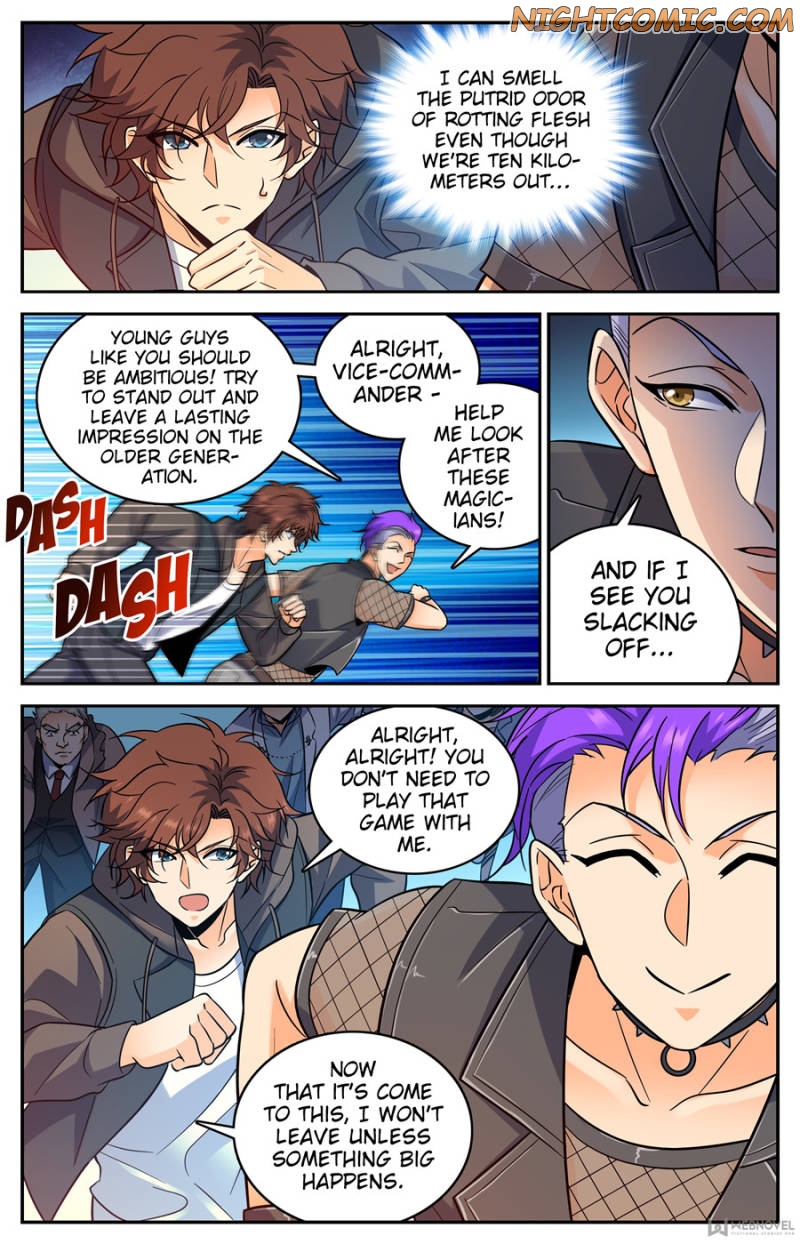 NIGHTCOMIC.COM
I CAN SMELL
THE PUTRID ODOR
OF ROTTING FLESH
EVEN THOUGH
WE'RE TEN KILO-
METERS OUT...
YOUNG GUYS
LIKE YOU SHOULD
BE AMBITIOUS! TRY
TO STAND OUT AND
LEAVE A LASTING
IMPRESSION ON THE
OLDER GENER-
ATION.
ALRIGHT,
VICE-COMM-
ANDER -
HELP
ME LOOK
AFTER
THESE
MAGIC-
IANS!
DASH
DASH
AND IF I
SEE YOU
SLACKING
OFF...
ALRIGHT,
ALRIGHT! YOU
DON'T NEED TO
PLAY THAT
GAME WITH
ME.
NOW
THAT IT'S COME
TO THIS, I WON'T
LEAVE UNLESS
SOMETHING BIG
HAPPENS.
WEBNOVEL